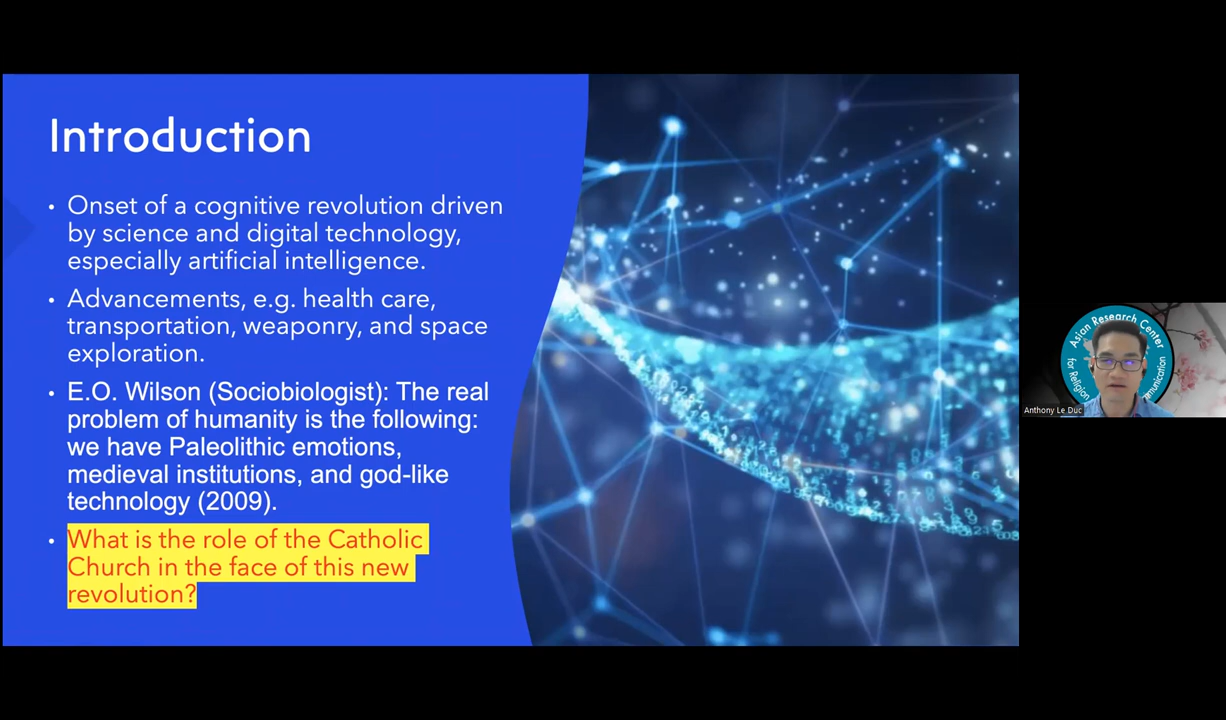 Introduction
• Onset of a cognitive revolution driven
by science and digital technology,
especially artificial intelligence.
• Advancements, e.g. health care,
transportation, weaponry, and space
exploration.
• E.O. Wilson (Sociobiologist): The real
problem of humanity is the following:
we have Paleolithic emotions,
medieval institutions, and god-like
technology (2009).
• What is the role of the Catholic
Church in the face of this new
revolution?
Asian Research Center
for Religion
Anthony Le Duc